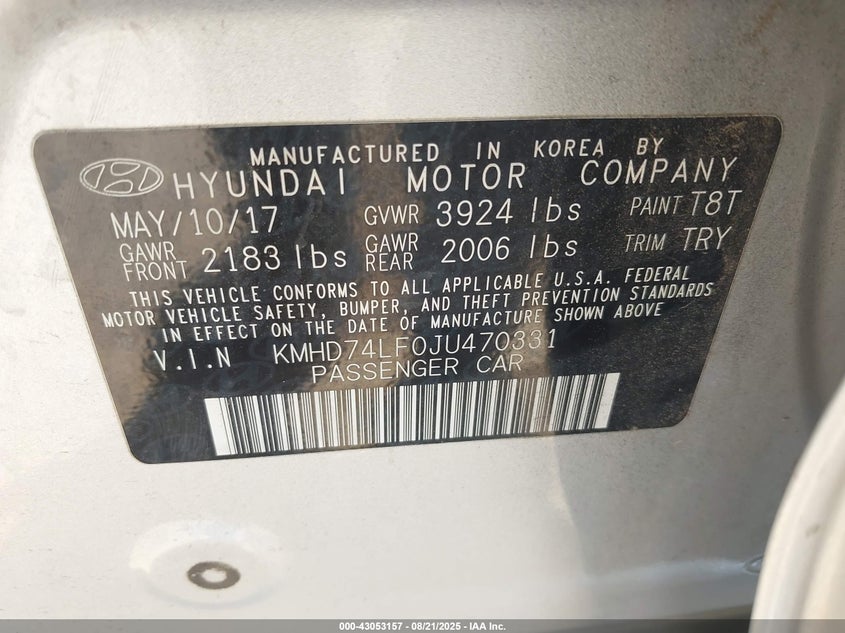 MANUFACTURED IN KOREA BY
HYUNDAI MOTOR COMPANY
MAY/10/17 GVWR 3924 lbs PAINT T8T
GAWR FRONT 2183 lbs GAWR REAR 2006 lbs TRIM TRY
THIS VEHICLE CONFORMS TO ALL APPLICABLE U.S.A. FEDERAL
MOTOR VEHICLE SAFETY, BUMPER, AND THEFT PREVENTION STANDARDS
IN EFFECT ON THE DATE OF MANUFACTURE SHOWN ABOVE
V.I.N KMHD74LF0JU470331
PASSENGER CAR
000-43053157 - 08/21/2025 - IAA Inc.